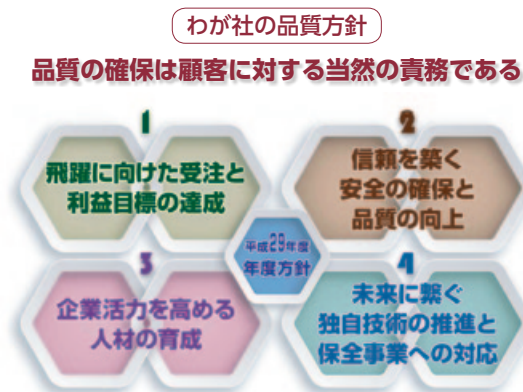 わが社の品質方針
品質の確保は顧客に対する当然の責務である
1
飛躍に向けた受注と
利益目標の達成
2
信頼を築く
安全の確保と
品質の向上
平成29年度
年度方針
3
企業活力を高める
人材の育成
4
未来に繋ぐ
独自技術の推進と
保全事業への対応